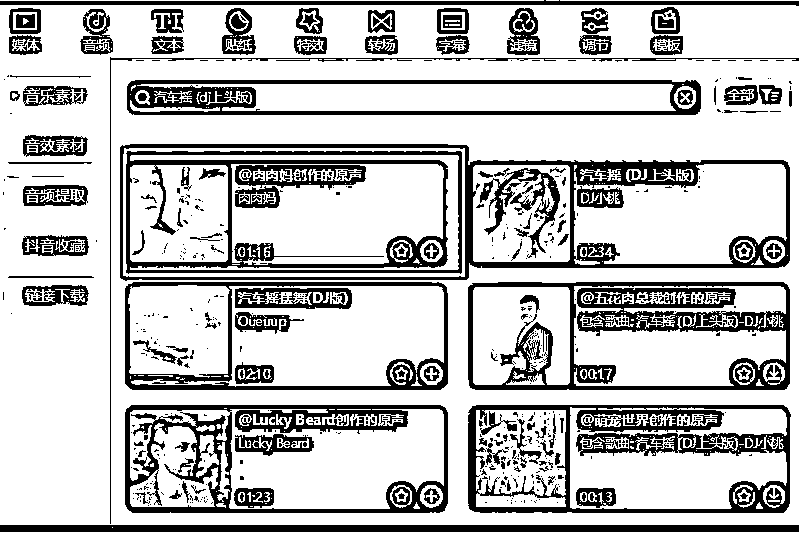 媒体 音频 文本 贴纸 特效 转场 字幕 滤镜 调节 模板
音乐素材
音效素材
音频提取
抖音收藏
链接下载
汽车摇 (dj上头版)
全部
@肉肉妈创作的原声
肉肉妈
01:16
汽车摇 (DJ上头版)
DJ小桃
02:34
汽车摇摆舞(DJ版)
Oueuup
02:10
@五花肉总裁创作的原声
包含歌曲: 汽车摇 (DJ上头版)-DJ小桃
00:17
@Lucky Beard创作的原声
Lucky Beard
01:23
@萌宠世界创作的原声
包含歌曲: 汽车摇 (DJ上头版)-DJ小桃
00:13